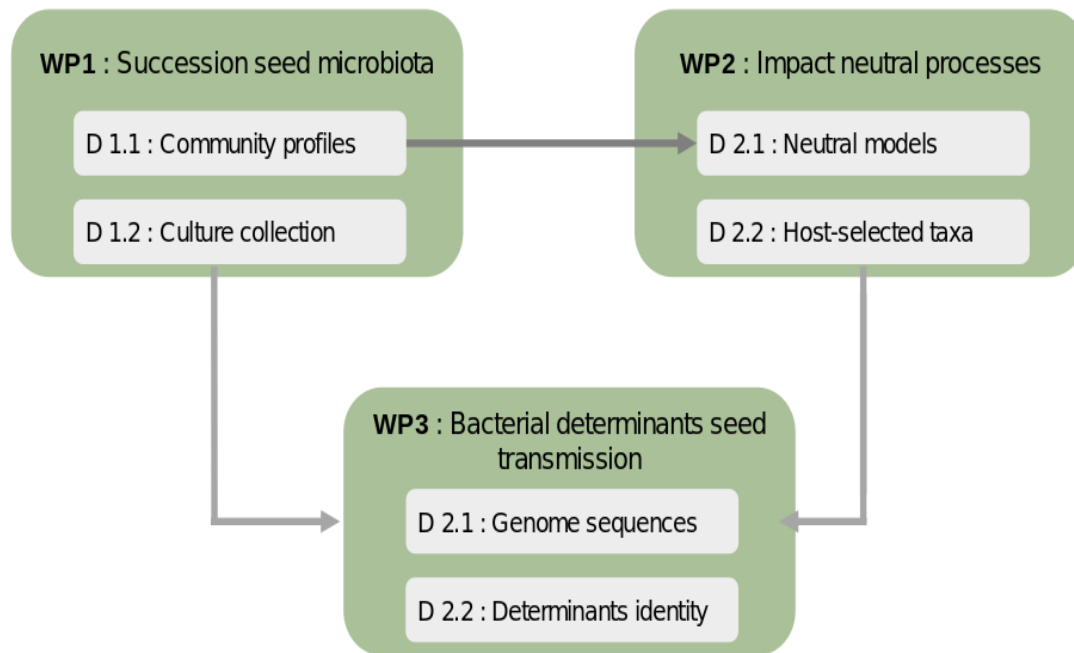 WP1 : Succession seed microbiota
D 1.1 : Community profiles
D 1.2 : Culture collection
WP2 : Impact neutral processes
D 2.1 : Neutral models
D 2.2 : Host-selected taxa
WP3 : Bacterial determinants seed
transmission
D 2.1 : Genome sequences
D 2.2 : Determinants identity